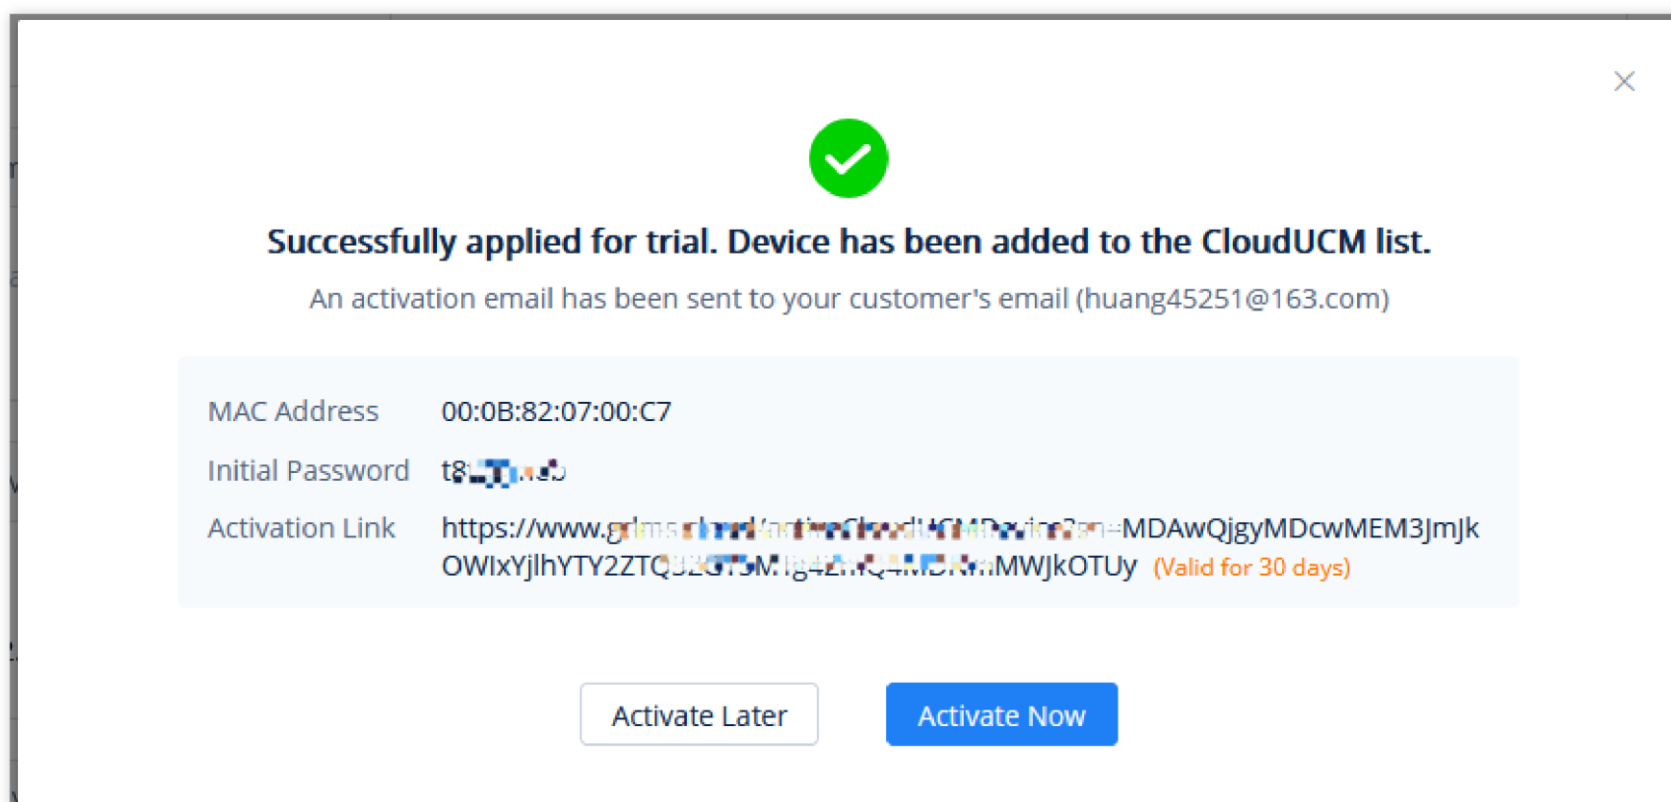 Successfully applied for trial. Device has been added to the CloudUCM list.
An activation email has been sent to your customer's email (huang45251@163.com)
MAC Address 00:0B:82:07:00:C7
Initial Password
Activation Link
(Valid for 30 days)
Activate Later
Activate Now